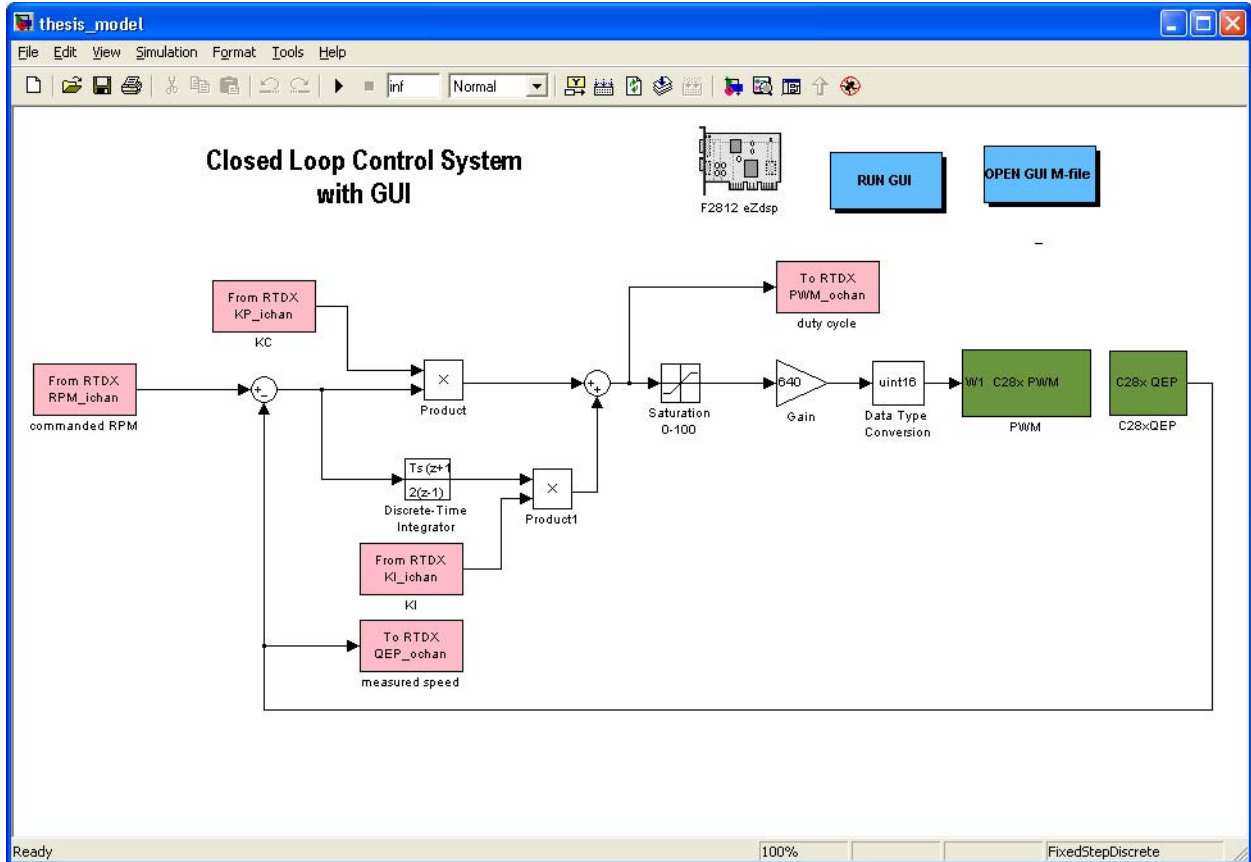 thesis_model
File Edit View Simulation Format Tools Help
inf
Normal
Closed Loop Control System
with GUI
F2812 eZdsp
RUN GUI
OPEN GUI M-file
From RTDX
KP_ichan
KC
To RTDX
PWM_ochan
duty cycle
From RTDX
RPM_ichan
commanded RPM
Product
Saturation
0-100
640
Gain
uint16
Data Type
Conversion
W1 C28x PWM
PWM
C28x QEP
C28xQEP
Ts (z+1
2(z-1)
Discrete-Time
Integrator
Product1
From RTDX
KI_ichan
KI
To RTDX
QEP_ochan
measured speed
Ready
100%
FixedStepDiscrete